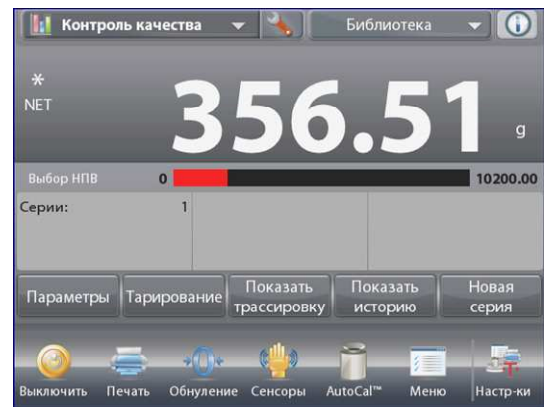 Контроль качества
Библиотека
*
NET
356.51 g
Выбор НПВ 0 10200.00
Серии: 1
Параметры
Тарирование
Показать
трассировку
Показать
историю
Новая
серия
Выключить
Печать
Обнуление
Сенсоры
AutoCal™
Меню
Настр-ки